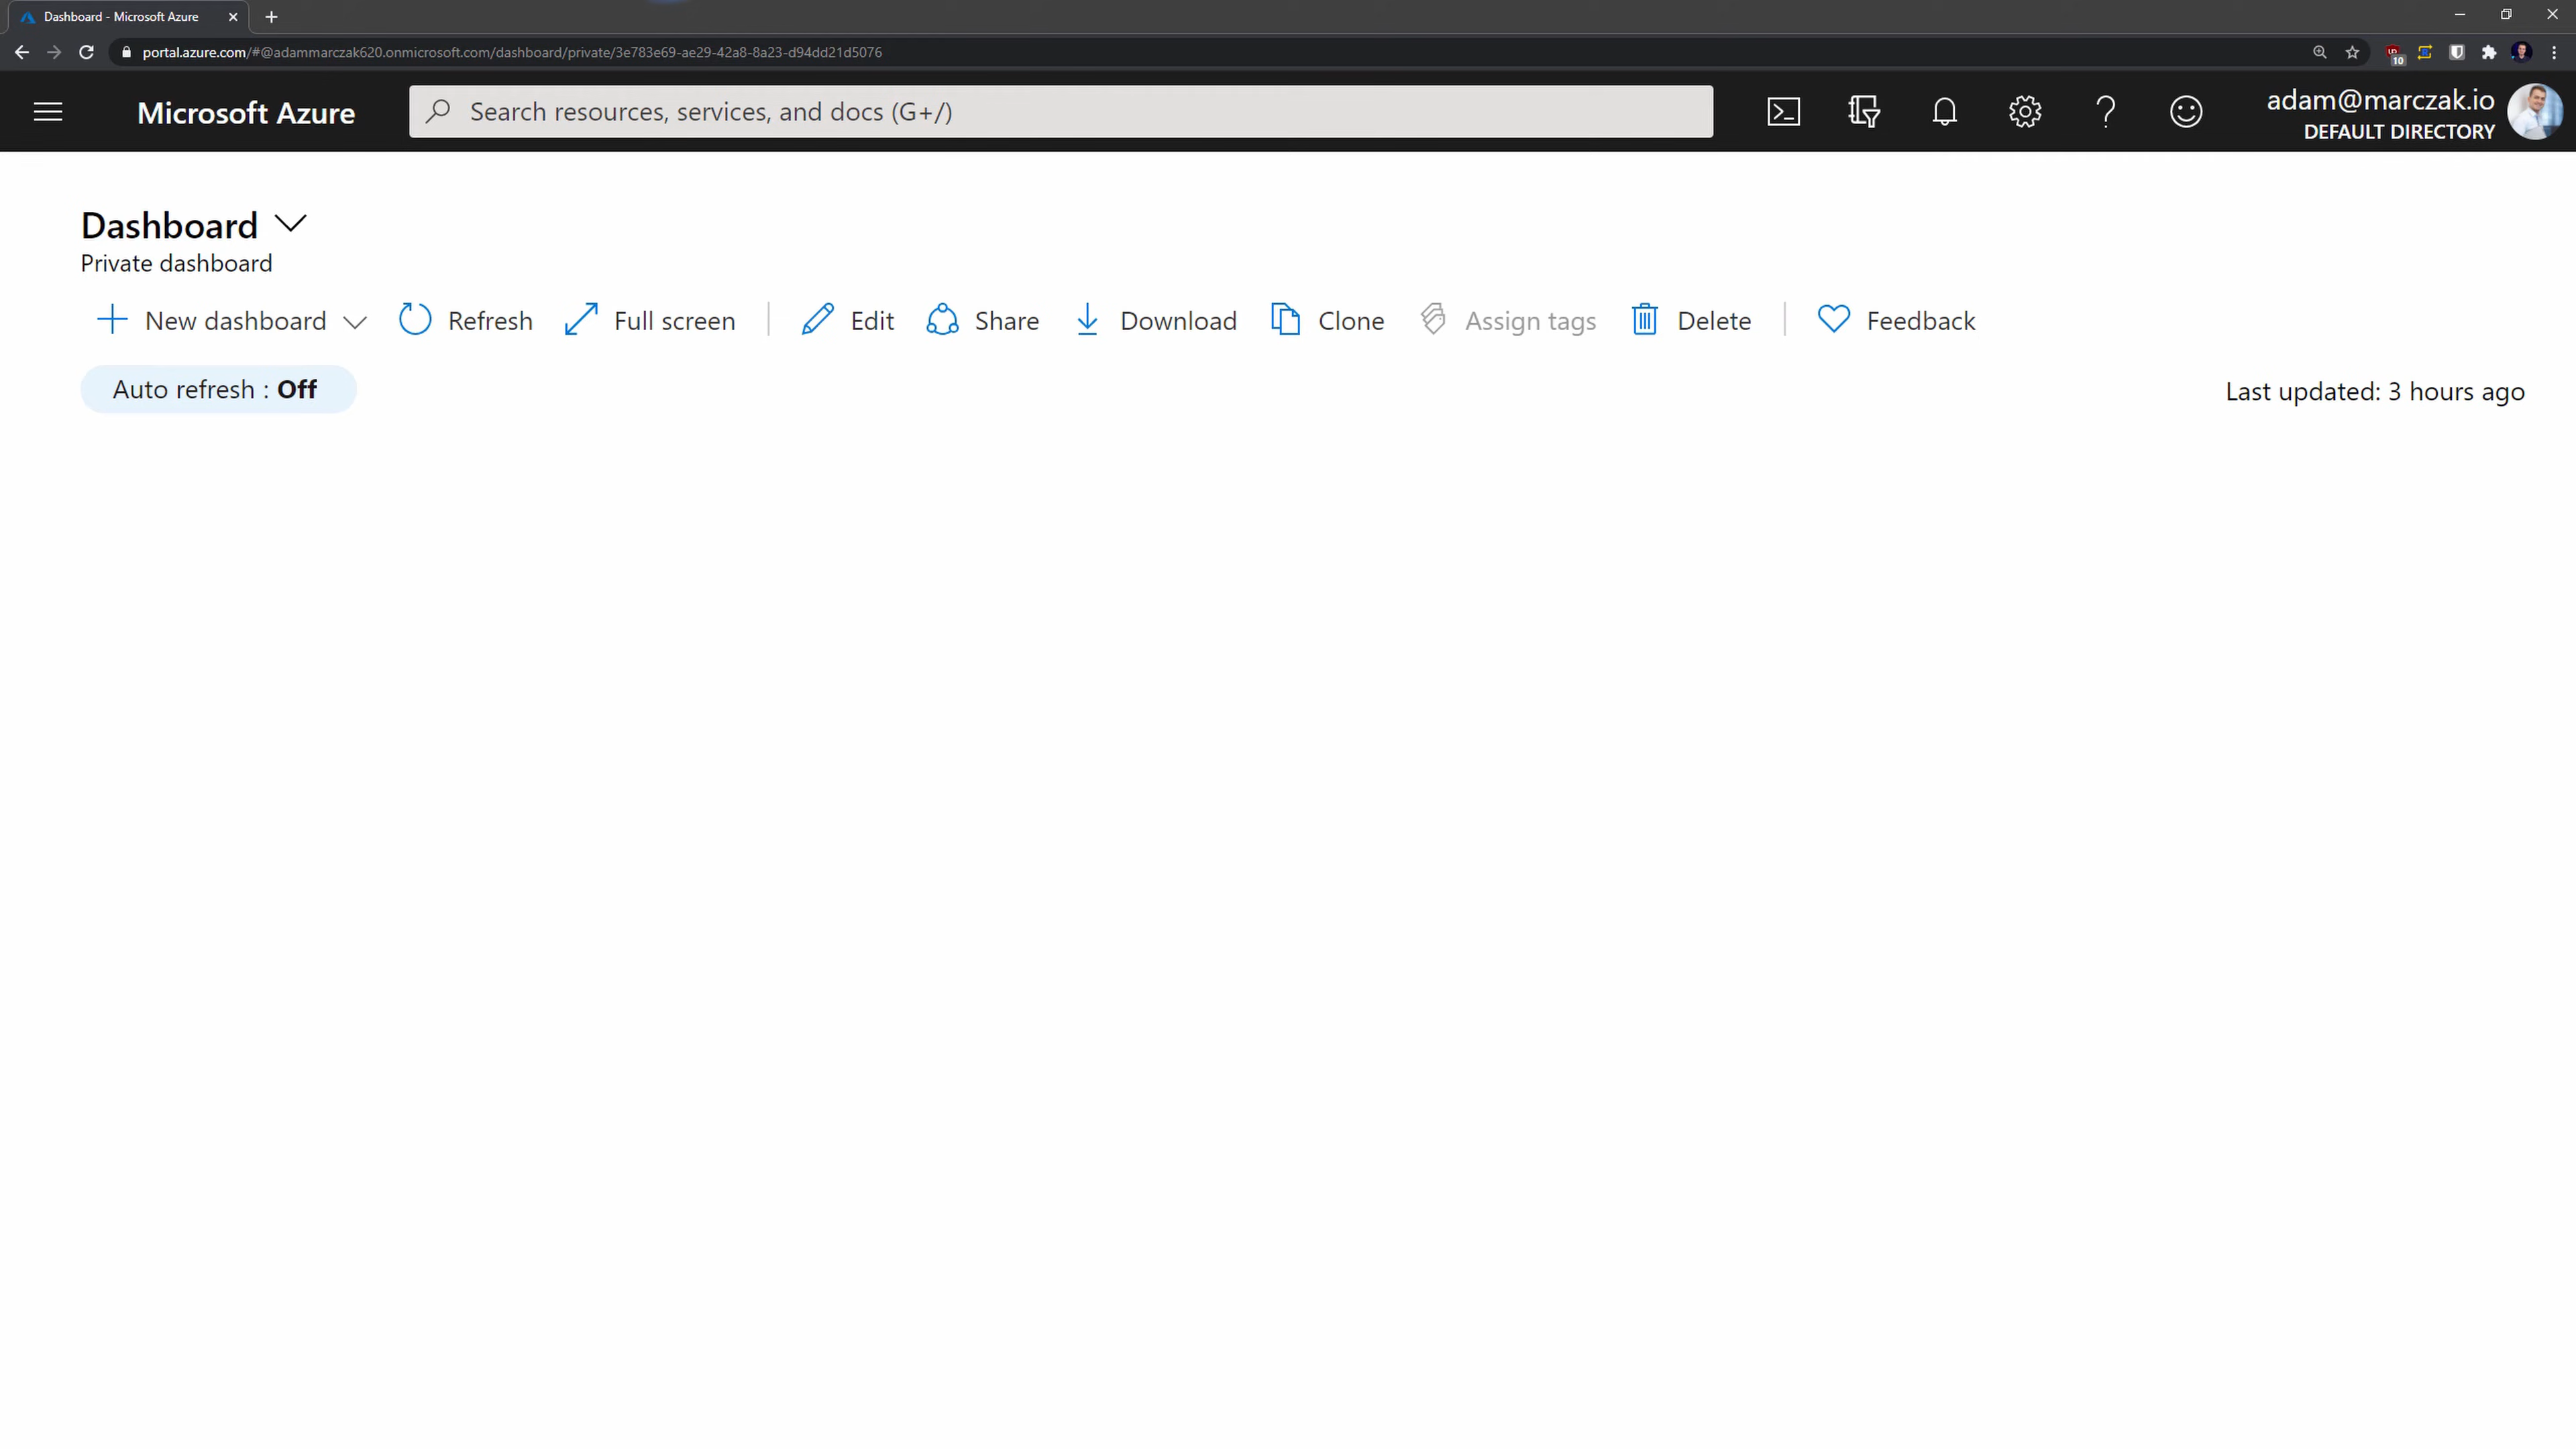 Dashboard - Microsoft Azure
portal.azure.com/#@adammarczak620.onmicrosoft.com/dashboard/private/3e783e69-ae29-42a8-8a23-d94dd21d5076
10
Microsoft Azure
Search resources, services, and docs (G+/)
adam@marczak.io
DEFAULT DIRECTORY
Dashboard
Private dashboard
New dashboard Refresh Full screen Edit Share Download Clone Assign tags Delete Feedback
Auto refresh : Off
Last updated: 3 hours ago